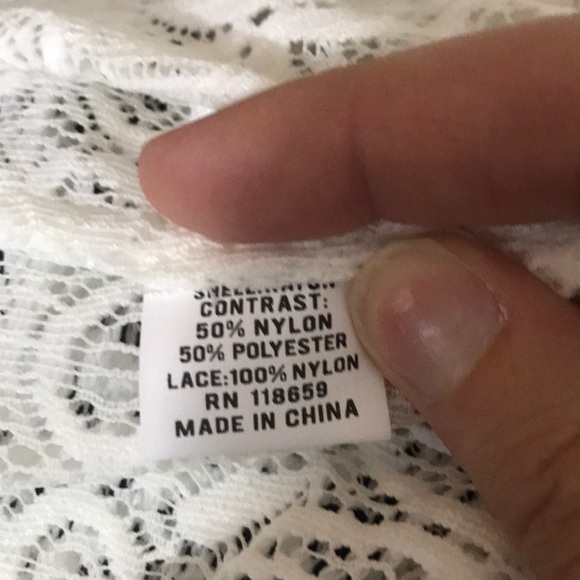 CONTRAST:
50% NYLON
50% POLYESTER
LACE:100% NYLON
RN 118659
MADE IN CHINA